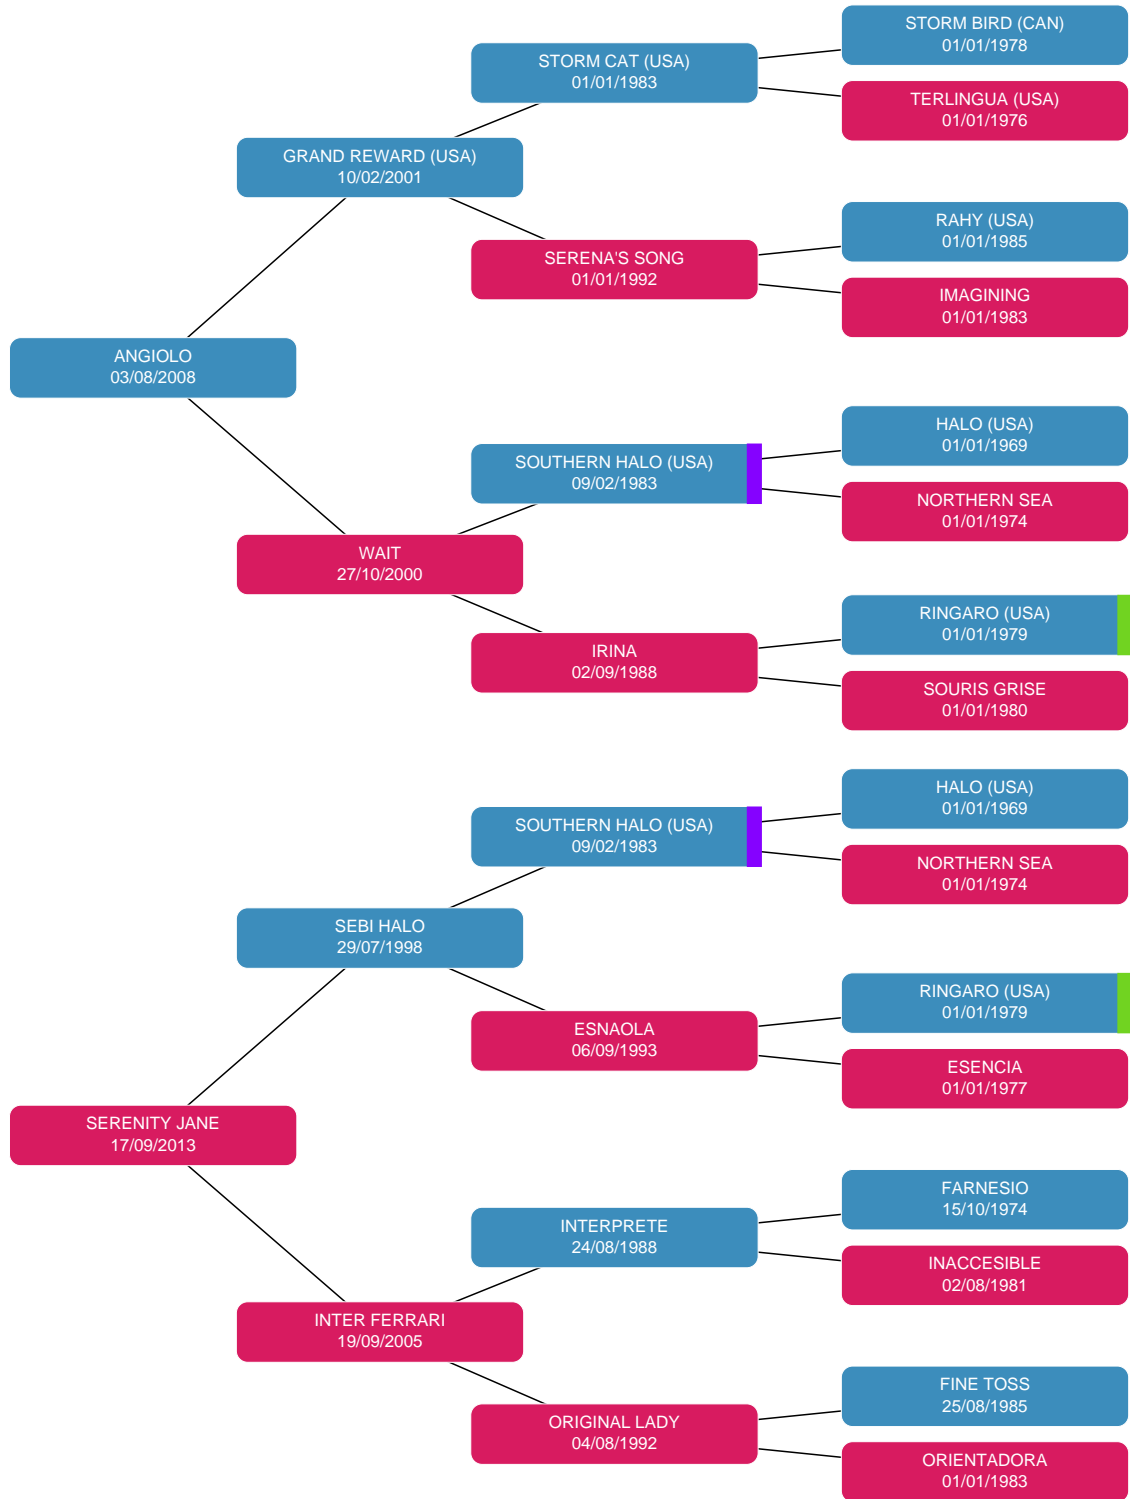 STORM BIRD (CAN)
01/01/1978
STORM CAT (USA)
01/01/1983
TERLINGUA (USA)
01/01/1976
GRAND REWARD (USA)
10/02/2001
RAHY (USA)
01/01/1985
SERENA'S SONG
01/01/1992
IMAGINING
01/01/1983
ANGIOLO
03/08/2008
HALO (USA)
01/01/1969
SOUTHERN HALO (USA)
09/02/1983
NORTHERN SEA
01/01/1974
WAIT
27/10/2000
RINGARO (USA)
01/01/1979
IRINA
02/09/1988
SOURIS GRISE
01/01/1980
HALO (USA)
01/01/1969
SOUTHERN HALO (USA)
09/02/1983
NORTHERN SEA
01/01/1974
SEBI HALO
29/07/1998
RINGARO (USA)
01/01/1979
ESNAOLA
06/09/1993
ESENCIA
01/01/1977
SERENITY JANE
17/09/2013
FARNESIO
15/10/1974
INTERPRETE
24/08/1988
INACCESIBLE
02/08/1981
INTER FERRARI
19/09/2005
FINE TOSS
25/08/1985
ORIGINAL LADY
04/08/1992
ORIENTADORA
01/01/1983